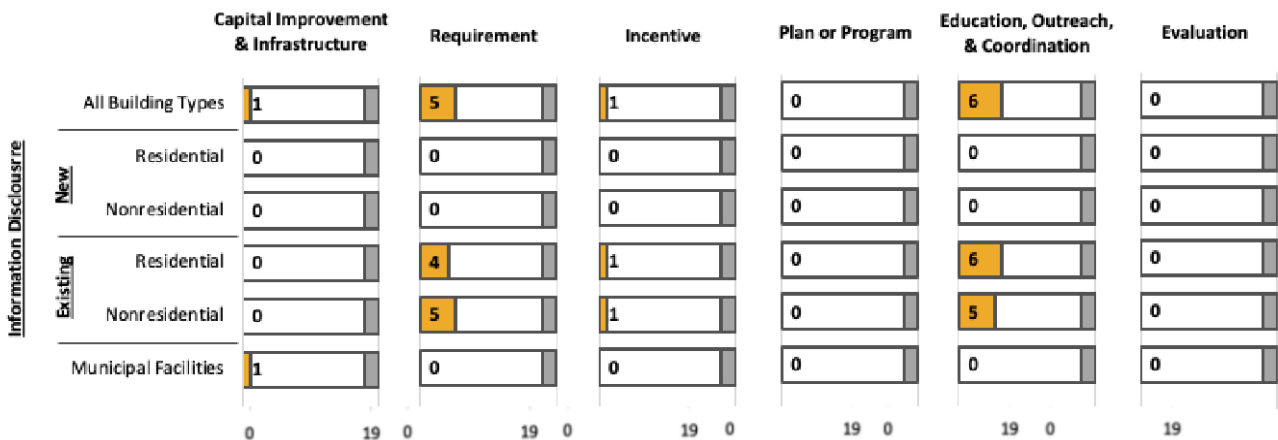 Capital Improvement & Infrastructure Requirement Incentive Plan or Program Education, Outreach, & Coordination Evaluation
Information Disclousrre
All Building Types 1 5 1 0 6 0
New
Residential 0 0 0 0 0 0
Nonresidential 0 0 0 0 0 0
Existing
Residential 0 4 1 0 6 0
Nonresidential 0 5 1 0 5 0
Municipal Facilities 1 0 0 0 0 0
0 19 0 19 0 19 0 19 0 19 0 19